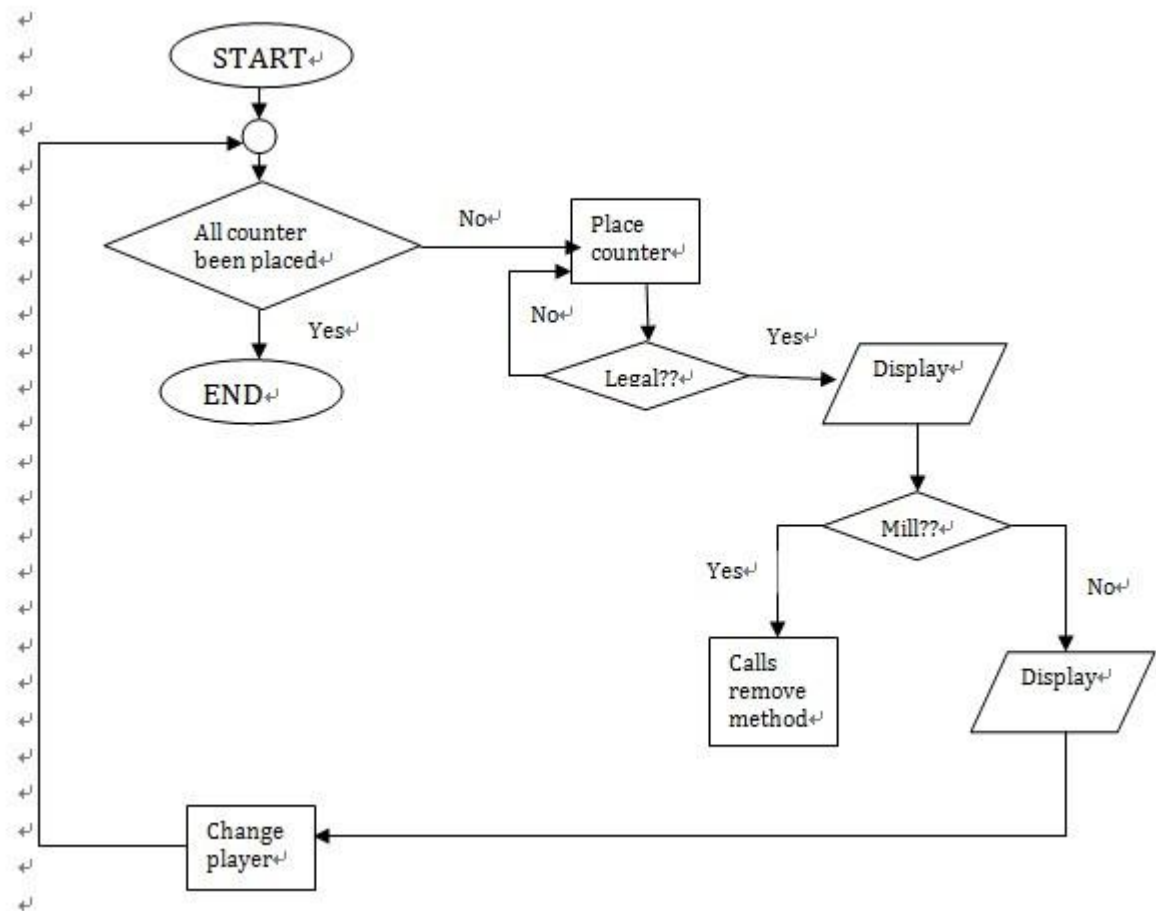 START
All counter
been placed
No
Place
counter
No
Yes
END
Legal??
Yes
Display
Mill??
Yes
No
Calls
remove
method
Display
Change
player